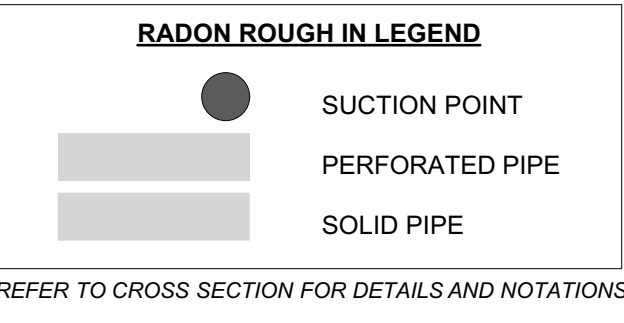 RADON ROUGH IN LEGEND
SUCTION POINT
PERFORATED PIPE
SOLID PIPE
REFER TO CROSS SECTION FOR DETAILS AND NOTATIONS